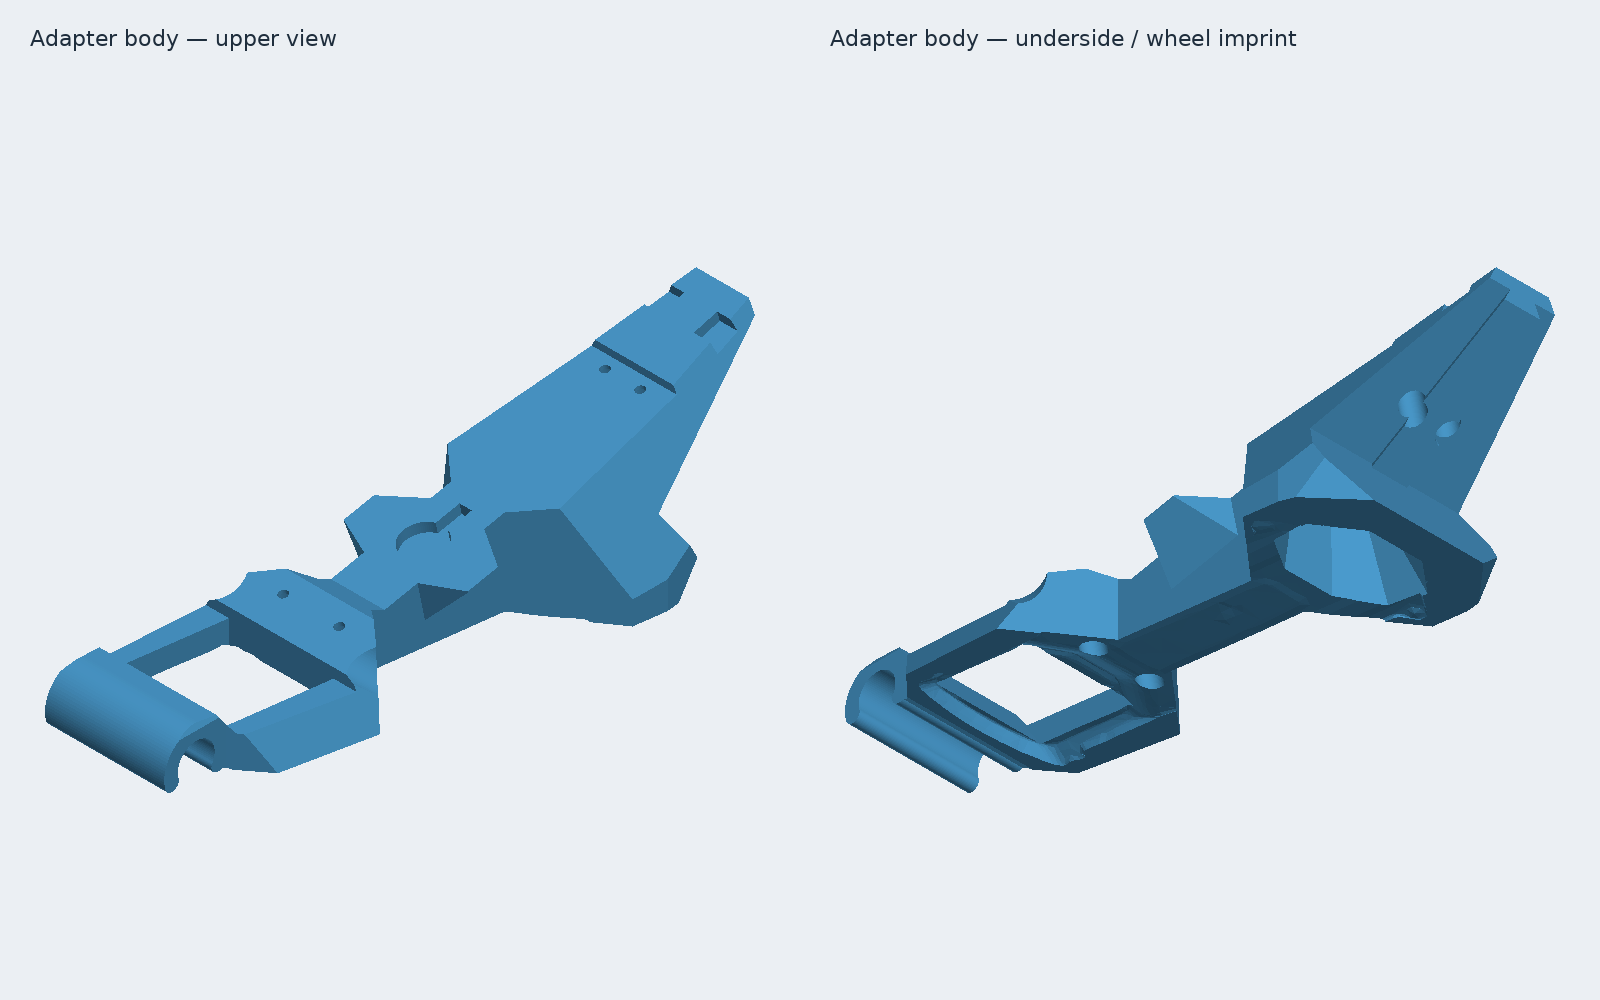 Adapter body — upper view
Adapter body — underside / wheel imprint